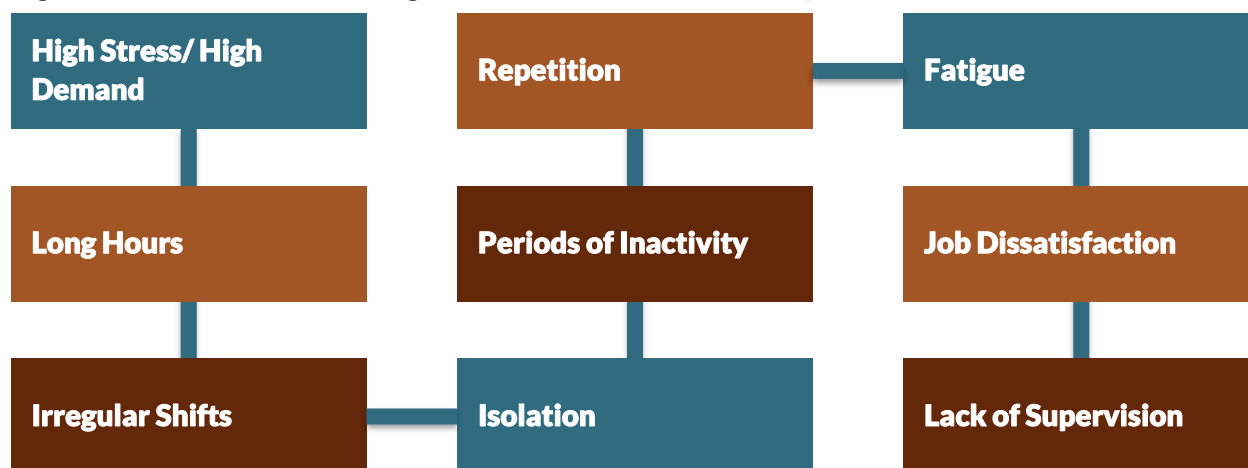 High Stress/ High
Demand
Long Hours
Irregular Shifts
Isolation
Periods of Inactivity
Repetition
Fatigue
Job Dissatisfaction
Lack of Supervision